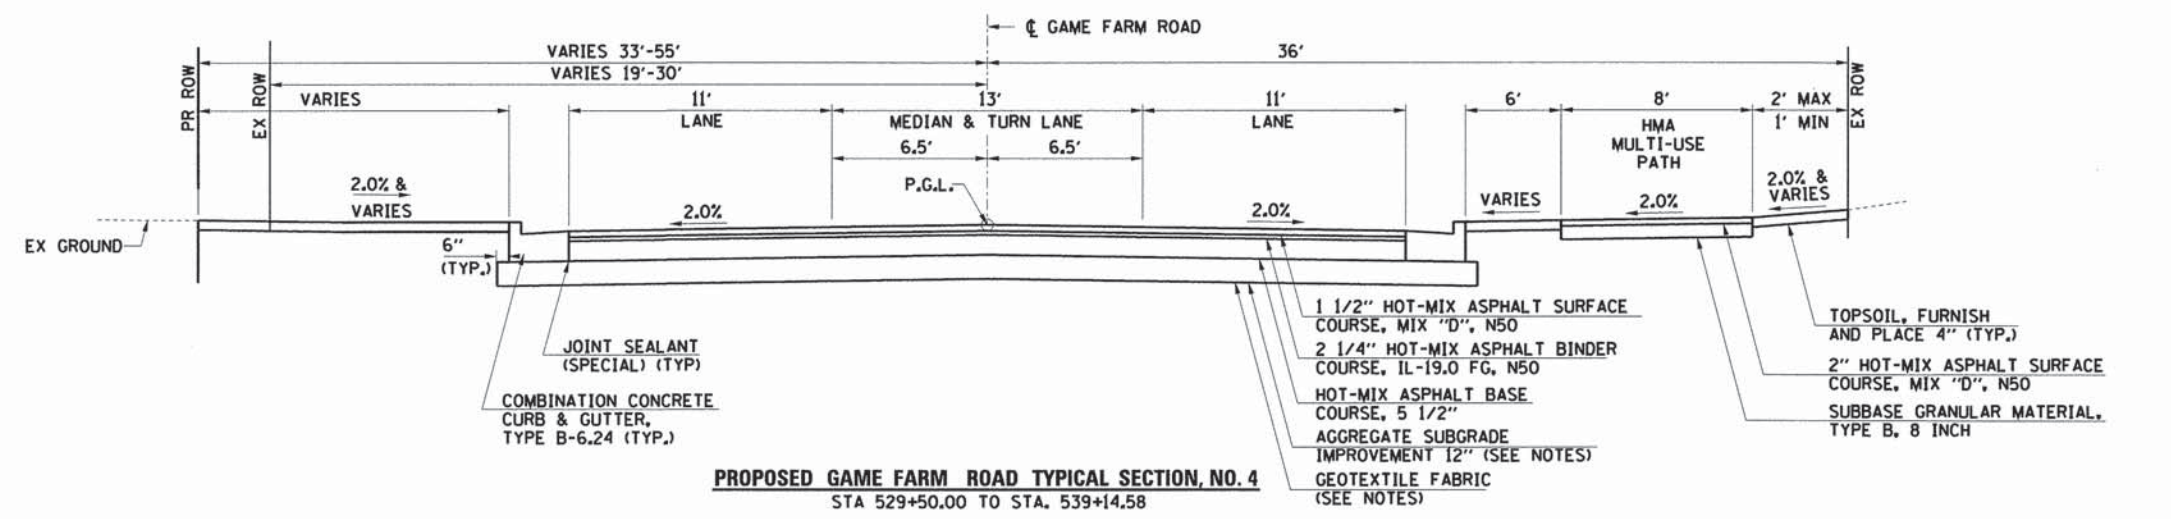 ℄ GAME FARM ROAD
VARIES 33'-55'
36'
VARIES 19'-30'
PR ROW
EX ROW
VARIES
11'
LANE
13'
MEDIAN & TURN LANE
11'
LANE
6'
8'
HMA
MULTI-USE
PATH
2' MAX
1' MIN
EX ROW
6.5'
6.5'
P.G.L.
2.0% &
VARIES
2.0%
2.0%
VARIES
2.0%
2.0% &
VARIES
EX GROUND
6"
(TYP.)
JOINT SEALANT
(SPECIAL) (TYP)
COMBINATION CONCRETE
CURB & GUTTER,
TYPE B-6.24 (TYP.)
1 1/2" HOT-MIX ASPHALT SURFACE
COURSE, MIX "D", N50
2 1/4" HOT-MIX ASPHALT BINDER
COURSE, IL-19.0 FG, N50
HOT-MIX ASPHALT BASE
COURSE, 5 1/2"
AGGREGATE SUBGRADE
IMPROVEMENT 12" (SEE NOTES)
GEOTEXTILE FABRIC
(SEE NOTES)
TOPSOIL, FURNISH
AND PLACE 4" (TYP.)
2" HOT-MIX ASPHALT SURFACE
COURSE, MIX "D", N50
SUBBASE GRANULAR MATERIAL,
TYPE B, 8 INCH
PROPOSED GAME FARM ROAD TYPICAL SECTION, NO. 4
STA 529+50.00 TO STA. 539+14.58